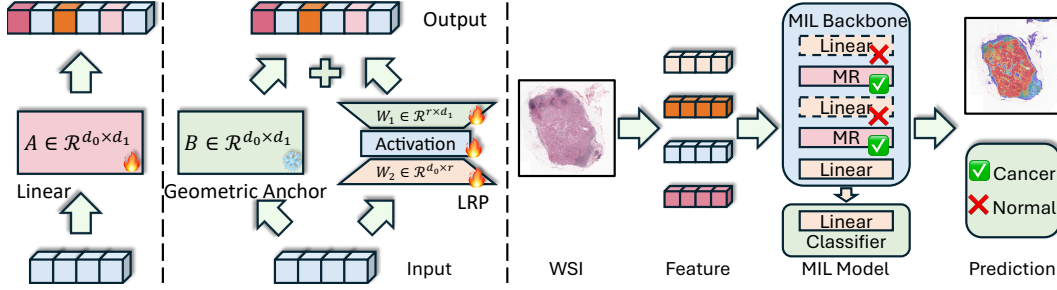 Output
A ∈ ℛ^{d_0×d_1}
Linear
B ∈ ℛ^{d_0×d_1}
Geometric Anchor
W_1 ∈ ℛ^{r×d_1}
Activation
W_2 ∈ ℛ^{d_0×r}
LRP
Input
WSI
Feature
MIL Backbone
Linear
MR
Linear
MR
Linear
Linear
Classifier
MIL Model
Cancer
Normal
Prediction